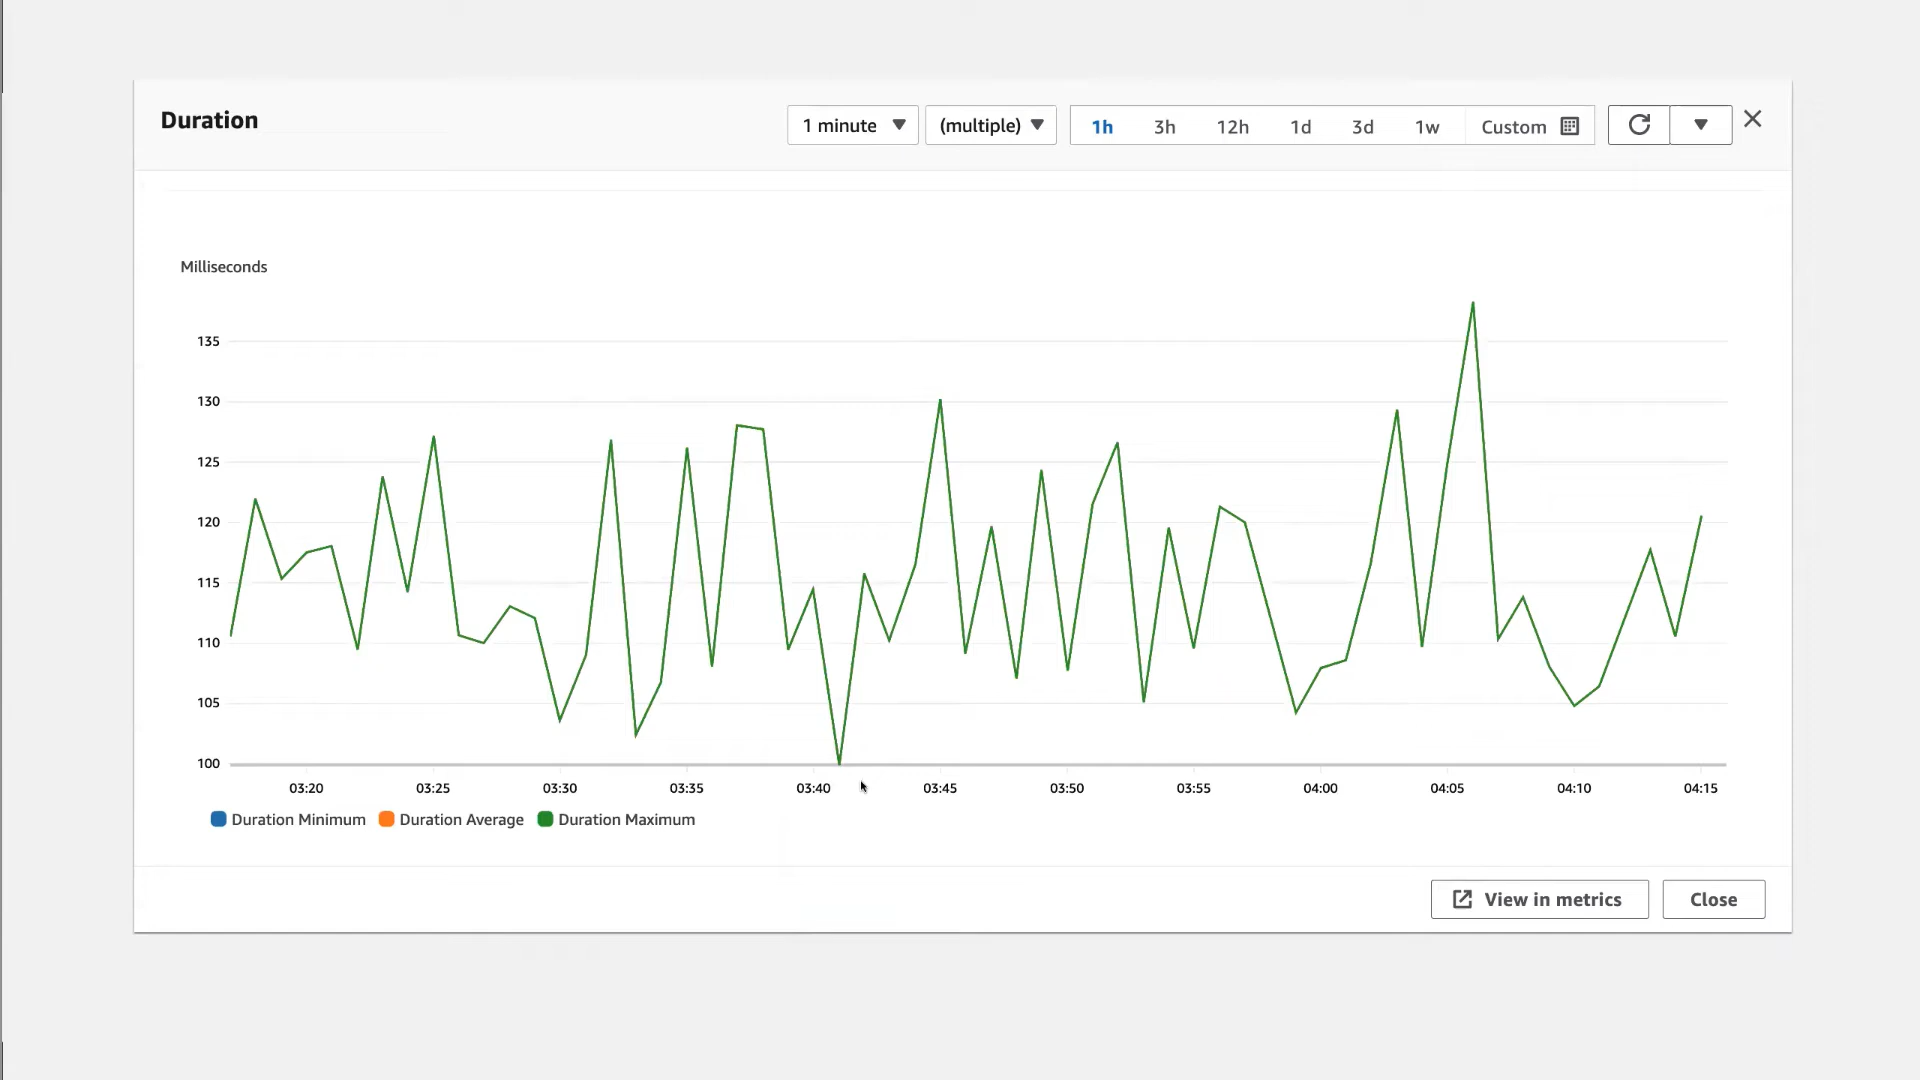 Duration
1 minute
(multiple)
1h 3h 12h 1d 3d 1w Custom
Milliseconds
135
130
125
120
115
110
105
100
03:20 03:25 03:30 03:35 03:40 03:45 03:50 03:55 04:00 04:05 04:10 04:15
Duration Minimum Duration Average Duration Maximum
View in metrics
Close